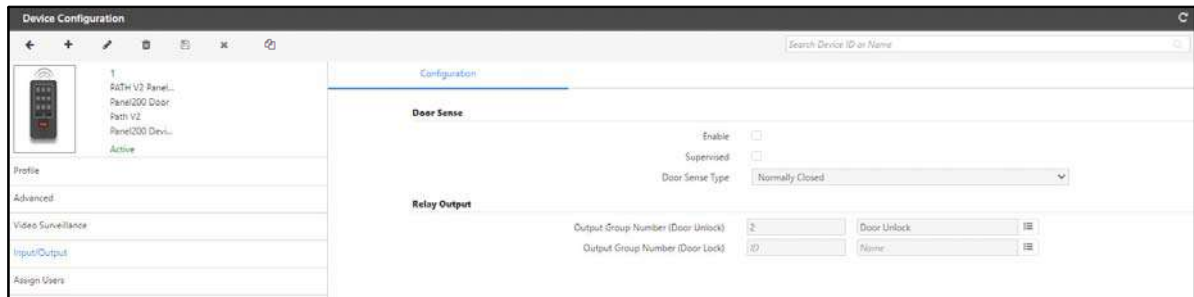 Device Configuration
Search Device ID or Name
1
PATH V2 Panel...
Panel200 Door
Path V2
Panel200 Devi...
Active
Profile
Advanced
Video Surveillance
Input/Output
Assign Users
Configuration
Door Sense
Enable
Supervised
Door Sense Type Normally Closed
Relay Output
Output Group Number (Door Unlock) 2 Door Unlock
Output Group Number (Door Lock) ID Name